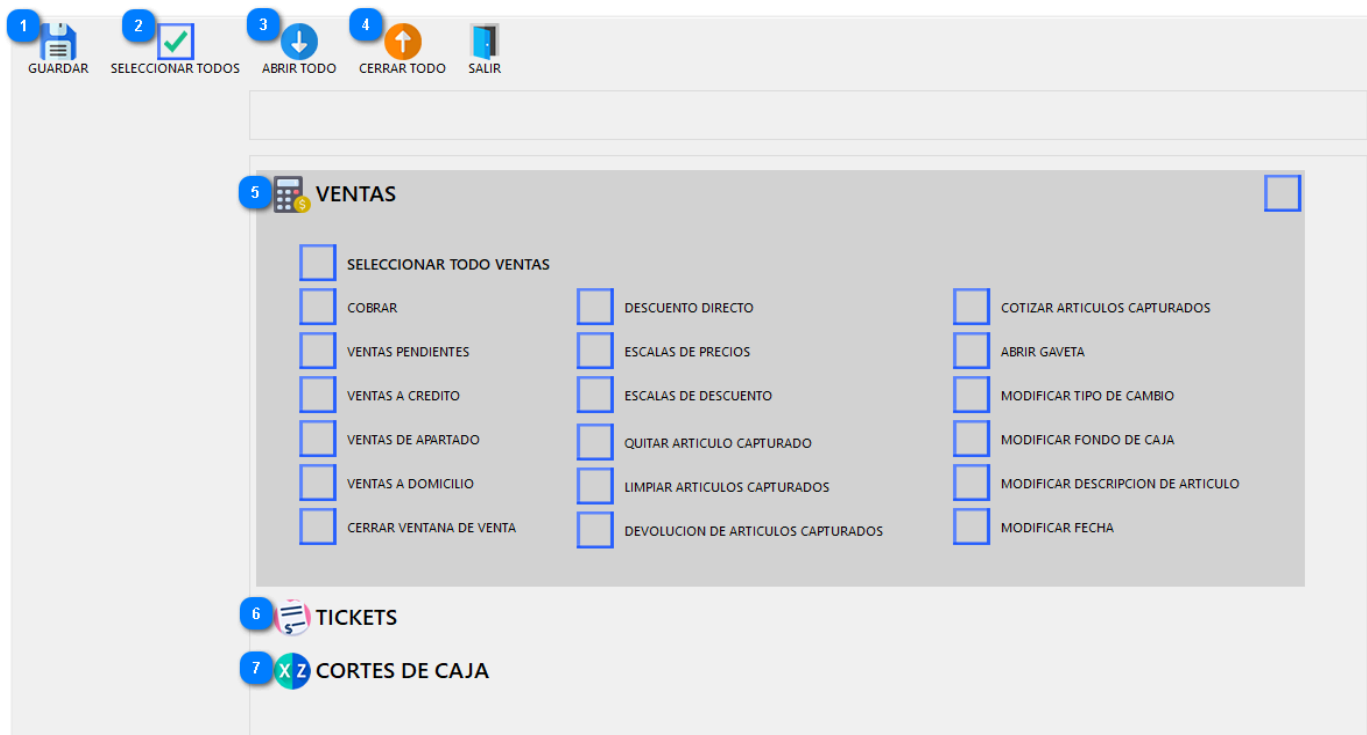 1 2 3 4
GUARDAR SELECCIONAR TODOS ABRIR TODO CERRAR TODO SALIR
5 VENTAS
SELECCIONAR TODO VENTAS
COBRAR DESCUENTO DIRECTO COTIZAR ARTICULOS CAPTURADOS
VENTAS PENDIENTES ESCALAS DE PRECIOS ABRIR GAVETA
VENTAS A CREDITO ESCALAS DE DESCUENTO MODIFICAR TIPO DE CAMBIO
VENTAS DE APARTADO QUITAR ARTICULO CAPTURADO MODIFICAR FONDO DE CAJA
VENTAS A DOMICILIO LIMPIAR ARTICULOS CAPTURADOS MODIFICAR DESCRIPCION DE ARTICULO
CERRAR VENTANA DE VENTA DEVOLUCION DE ARTICULOS CAPTURADOS MODIFICAR FECHA
6 TICKETS
7 X Z CORTES DE CAJA